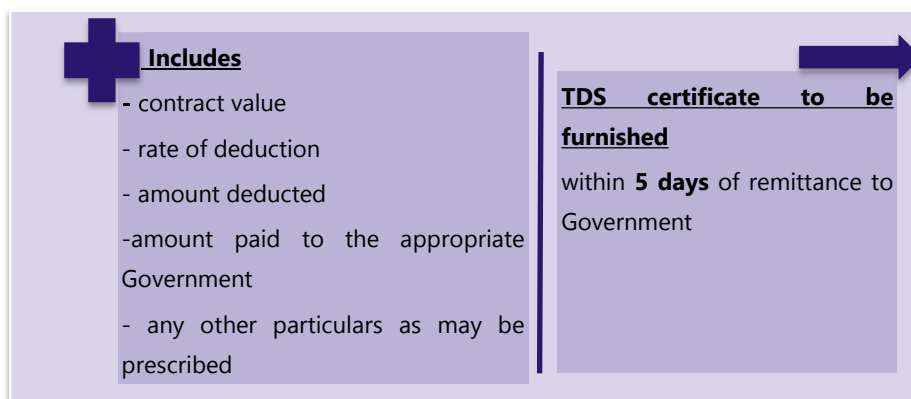 Includes
- contract value
- rate of deduction
- amount deducted
-amount paid to the appropriate
Government
- any other particulars as may be
prescribed
TDS certificate to be
furnished
within 5 days of remittance to
Government